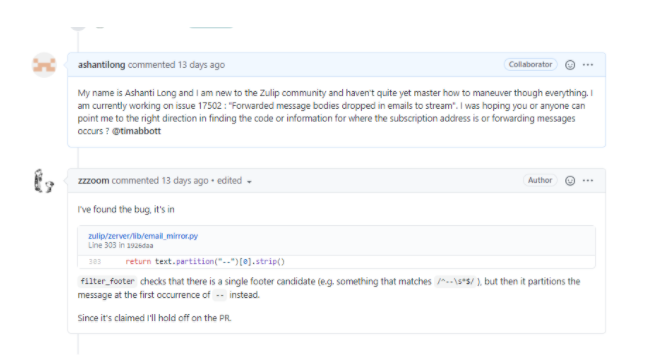 ashantilong commented 13 days ago
Collaborator
My name is Ashanti Long and I am new to the Zulip community and haven't quite yet master how to maneuver though everything. I
am currently working on issue 17502 : "Forwarded message bodies dropped in emails to stream". I was hoping you or anyone can
point me to the right direction in finding the code or information for where the subscription address is or forwarding messages
occurs ? @timabbott
zzzoom commented 13 days ago • edited
Author
I've found the bug, it's in
zulip/zerver/lib/email_mirror.py
Line 303 in 1926daa
303 return text.partition("--")[0].strip()
filter_footer checks that there is a single footer candidate (e.g. something that matches /^--\s*$/ ), but then it partitions the
message at the first occurrence of -- instead.
Since it's claimed I'll hold off on the PR.